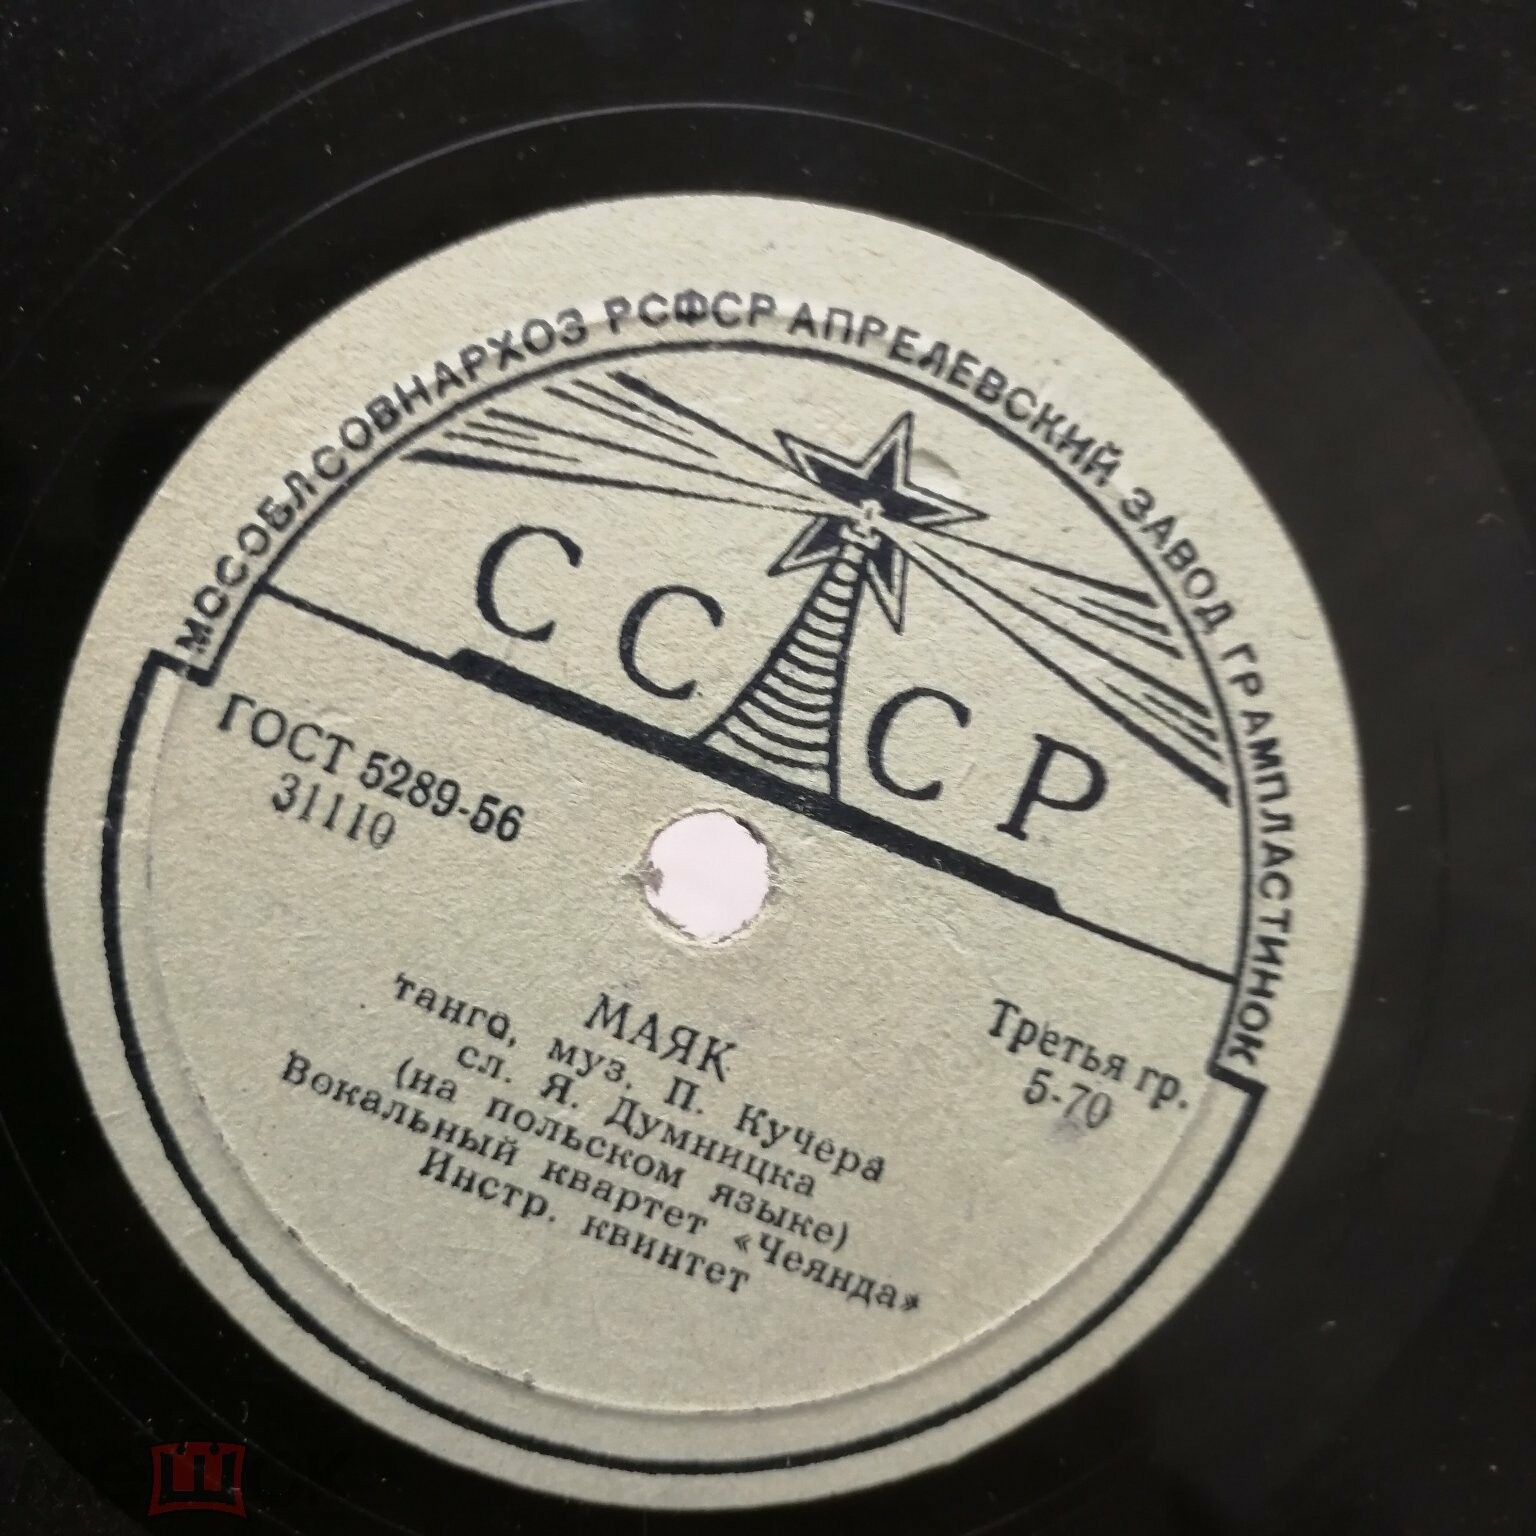 МОСОБЛСОВНАРХОЗ РСФСР АПРЕЛЕВСКИЙ ЗАВОД ГРАМПЛАСТИНОК
СССР
ГОСТ 5289-56
31110
Третья гр.
5-70
МАЯК
танго, муз. П. Кучера
сл. Я. Думницка
(на польском языке)
Вокальный квартет «Чеянда»
Инстр. квинтет